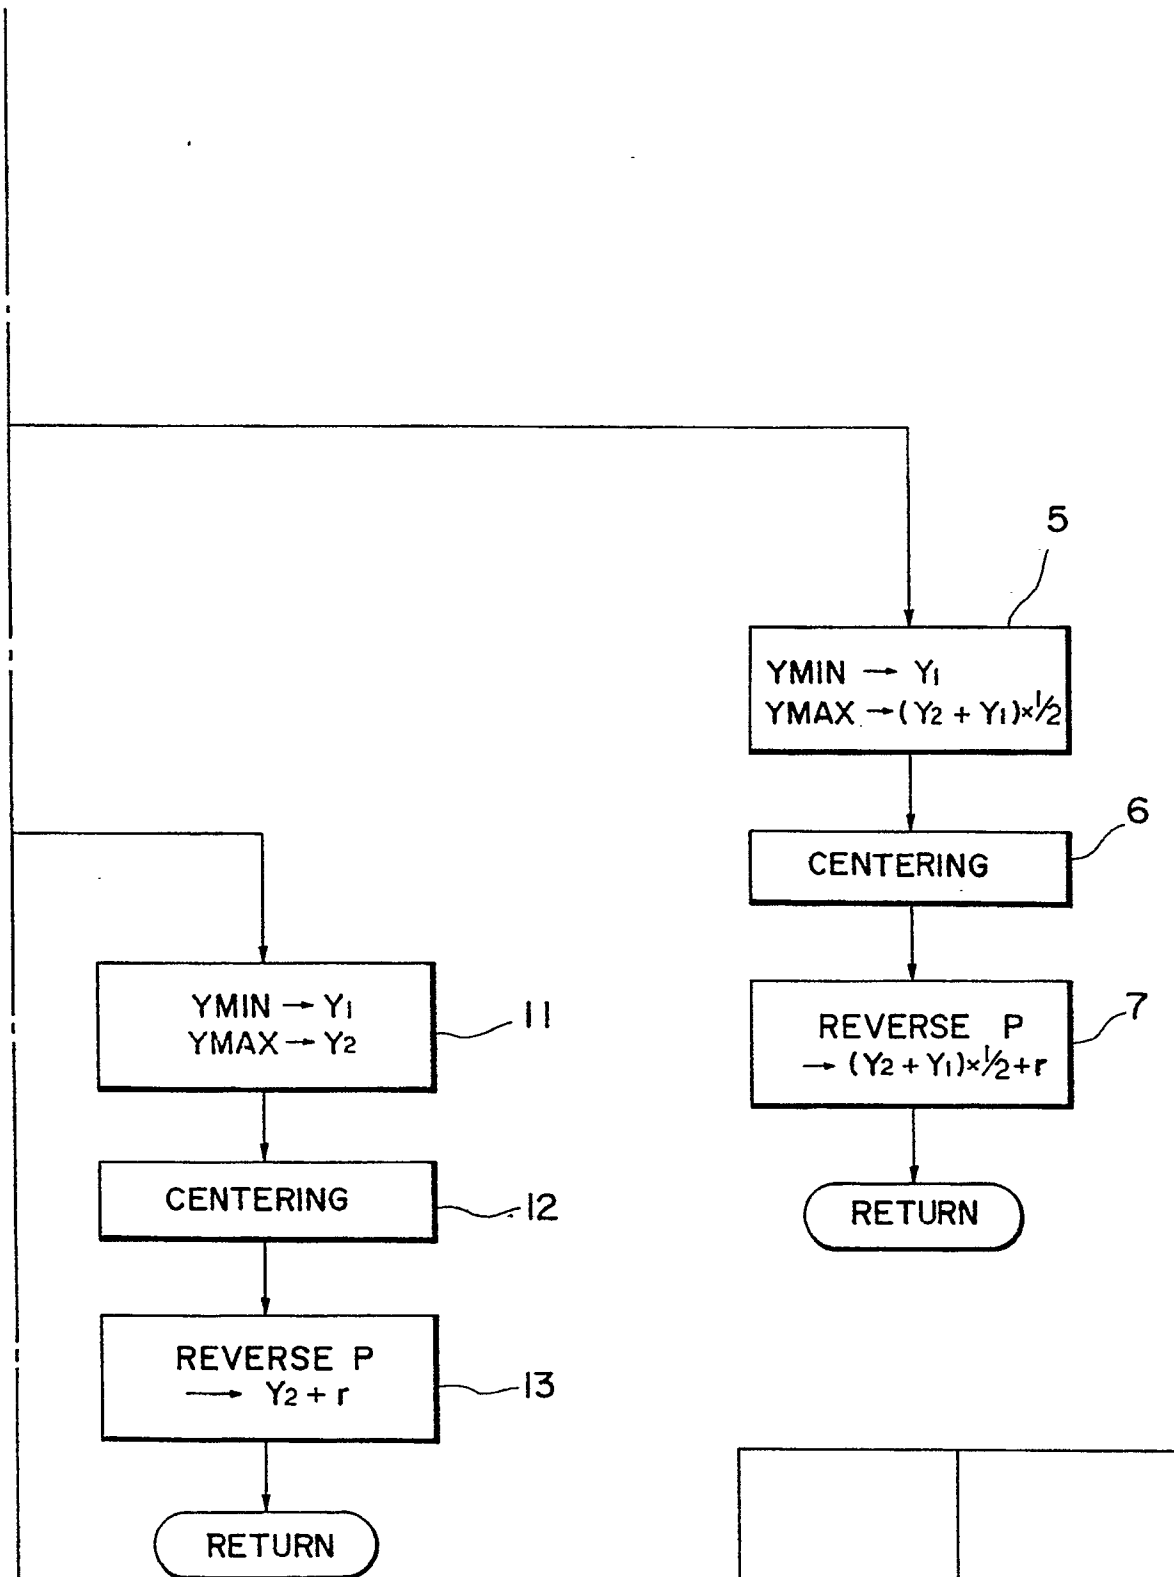 5
YMIN → Y1
YMAX → (Y2 + Y1)×1/2
6
CENTERING
7
REVERSE P
→ (Y2 + Y1)×1/2 + r
RETURN
YMIN → Y1
YMAX → Y2
11
CENTERING
12
REVERSE P
→ Y2 + r
13
RETURN